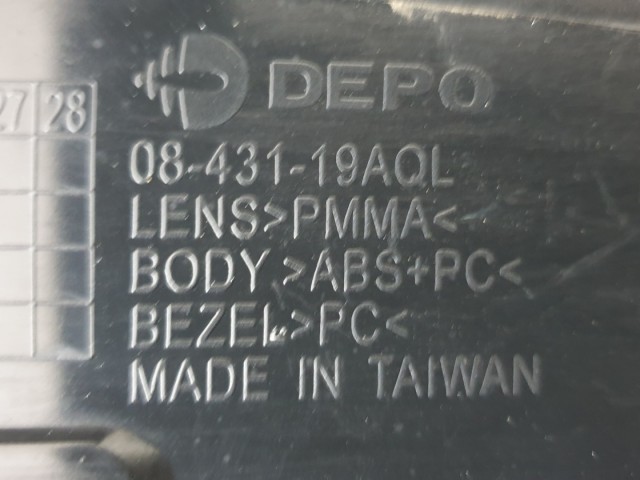 DEPO
27 28
08-431-19AQL
LENS>PMMA<
BODY>ABS+PC<
BEZEL>PC<
MADE IN TAIWAN